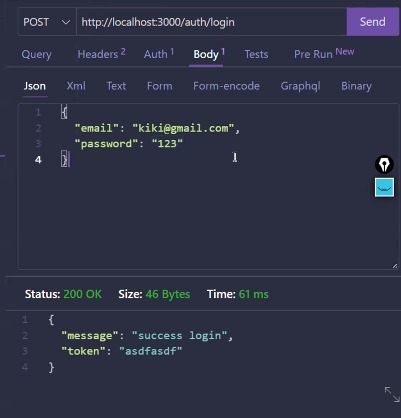 POST http://localhost:3000/auth/login Send
Query Headers 2 Auth 1 Body 1 Tests Pre Run New
Json Xml Text Form Form-encode Graphql Binary
1 {
2 "email": "kiki@gmail.com",
3 "password": "123"
4 }
Status: 200 OK Size: 46 Bytes Time: 61 ms
1 {
2 "message": "success login",
3 "token": "asdfasdf"
4 }